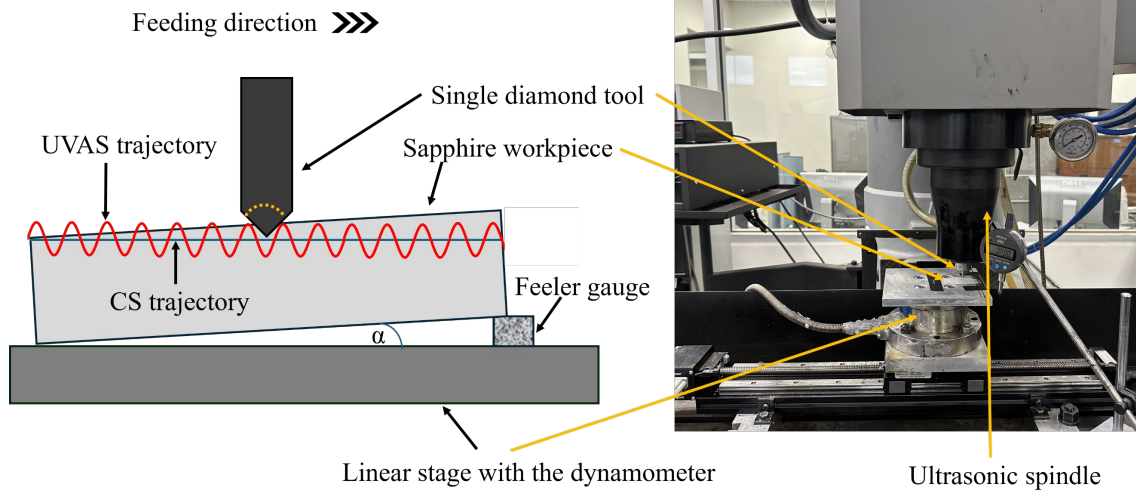 Feeding direction
Single diamond tool
UVAS trajectory
Sapphire workpiece
CS trajectory
Feeler gauge
α
Linear stage with the dynamometer
Ultrasonic spindle